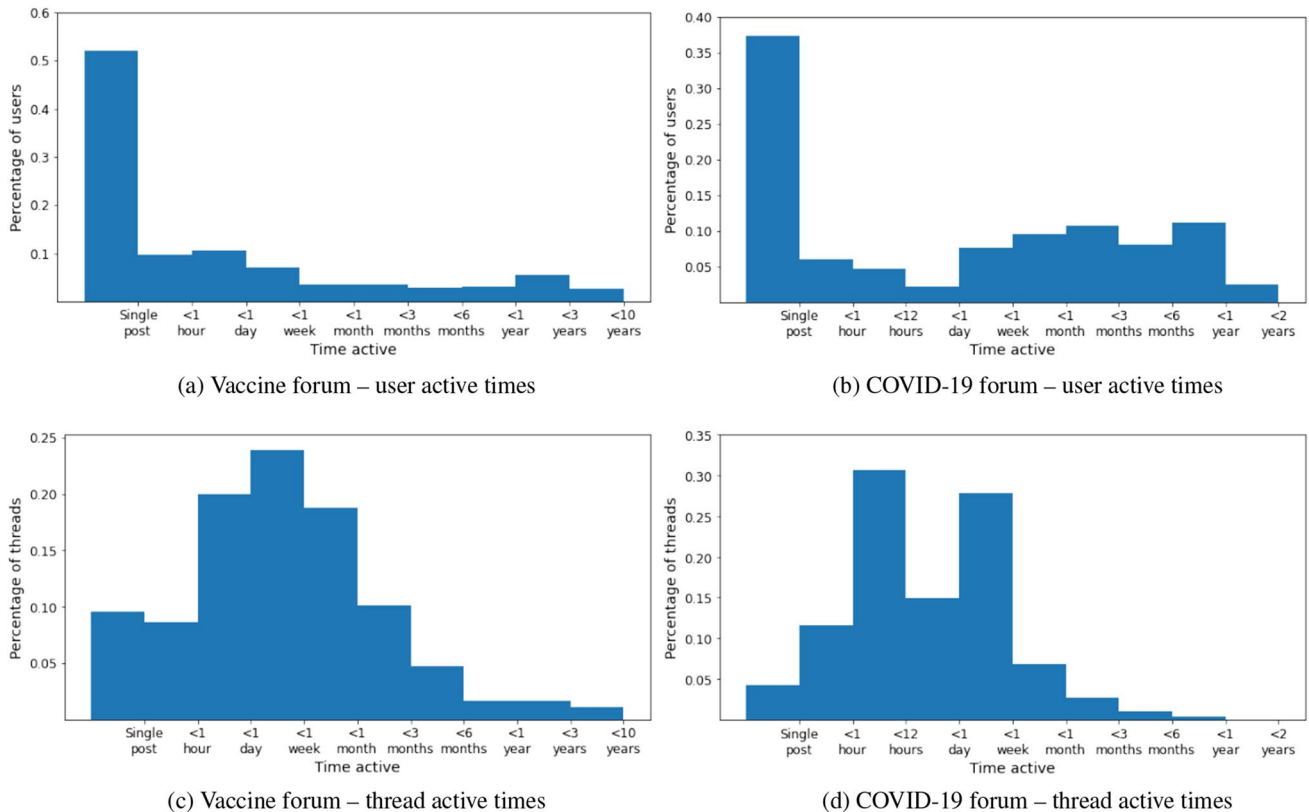 0.6
0.5
0.4
0.3
0.2
0.1
Percentage of users
Single post
<1 hour
<1 day
<1 week
<1 month
<3 months
<6 months
<1 year
<3 years
<10 years
Time active
(a) Vaccine forum – user active times
0.40
0.35
0.30
0.25
0.20
0.15
0.10
0.05
Percentage of users
Single post
<1 hour
<12 hours
<1 day
<1 week
<1 month
<3 months
<6 months
<1 year
<2 years
Time active
(b) COVID-19 forum – user active times
0.25
0.20
0.15
0.10
0.05
Percentage of threads
Single post
<1 hour
<1 day
<1 week
<1 month
<3 months
<6 months
<1 year
<3 years
<10 years
Time active
(c) Vaccine forum – thread active times
0.35
0.30
0.25
0.20
0.15
0.10
0.05
Percentage of threads
Single post
<1 hour
<12 hours
<1 day
<1 week
<1 month
<3 months
<6 months
<1 year
<2 years
Time active
(d) COVID-19 forum – thread active times